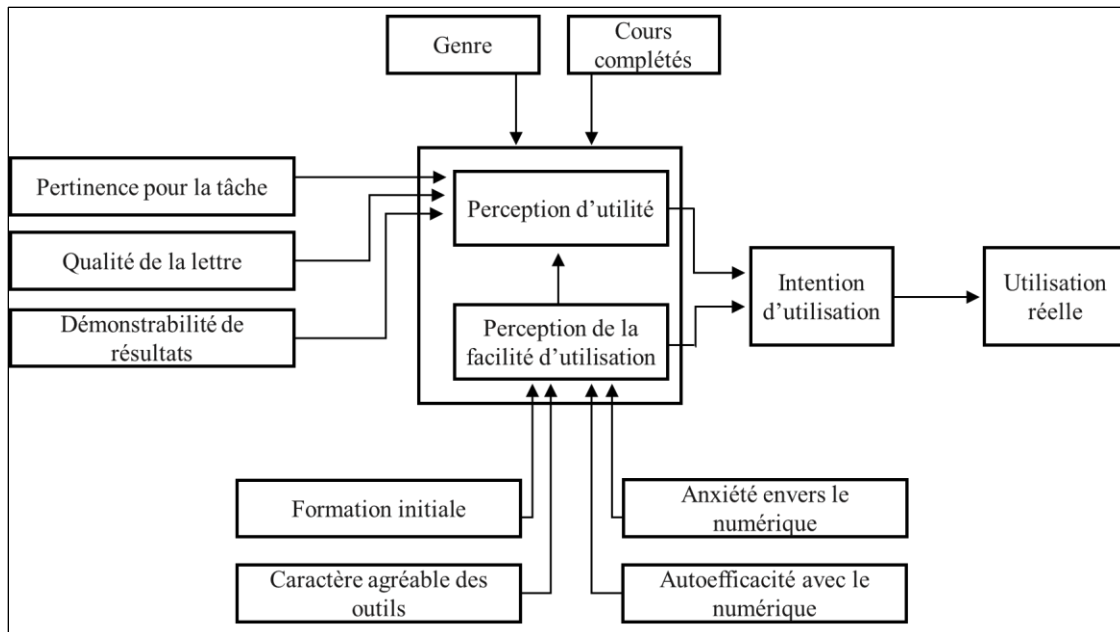 Genre
Cours
complétés
Pertinence pour la tâche
Perception d’utilité
Qualité de la lettre
Intention
d’utilisation
Utilisation
réelle
Démonstrabilité de
résultats
Perception de la
facilité d’utilisation
Formation initiale
Anxiété envers le
numérique
Caractère agréable des
outils
Autoefficacité avec le
numérique